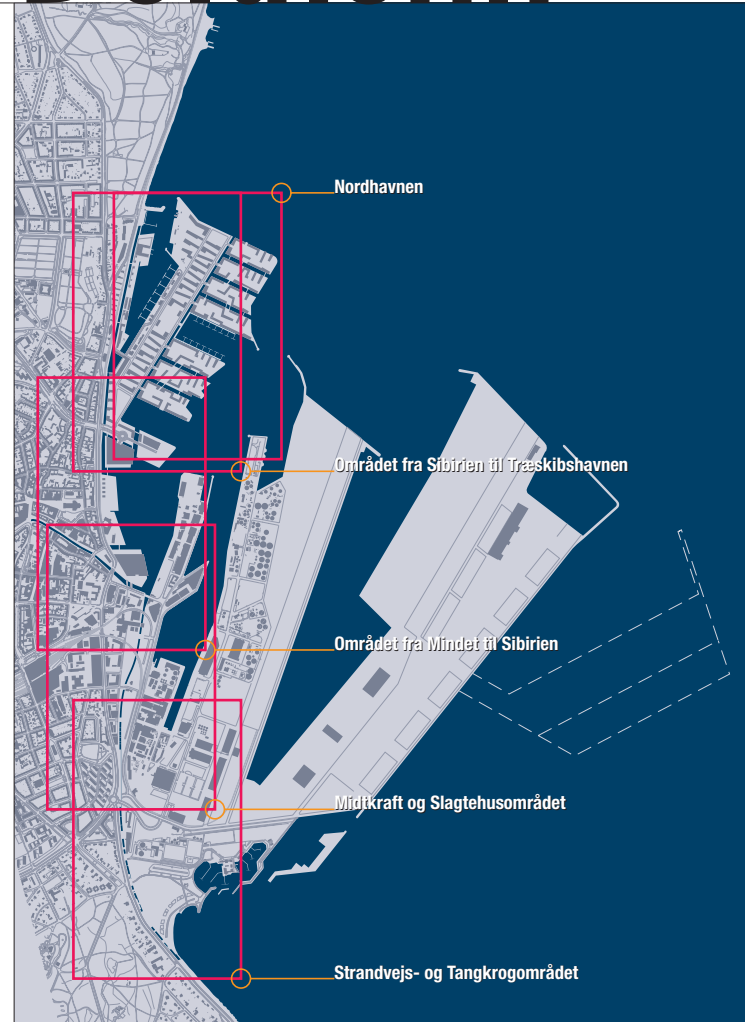 Nordhavnen
Området fra Sibirien til Træskibshavnen
Området fra Mindet til Sibirien
Midtkraft og Slagtehusområdet
Strandvejs- og Tangkrogområdet